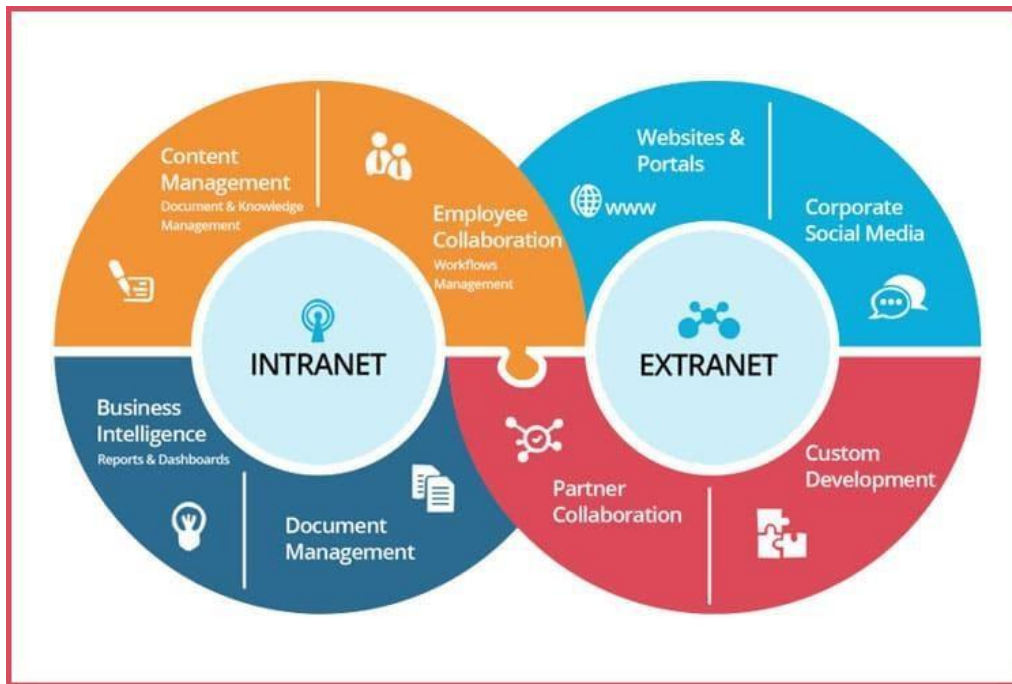 Content
Management
Document & Knowledge
Management
Employee
Collaboration
Workflows
Management
INTRANET
Business
Intelligence
Reports & Dashboards
Document
Management
Websites &
Portals
www
Corporate
Social Media
EXTRANET
Partner
Collaboration
Custom
Development